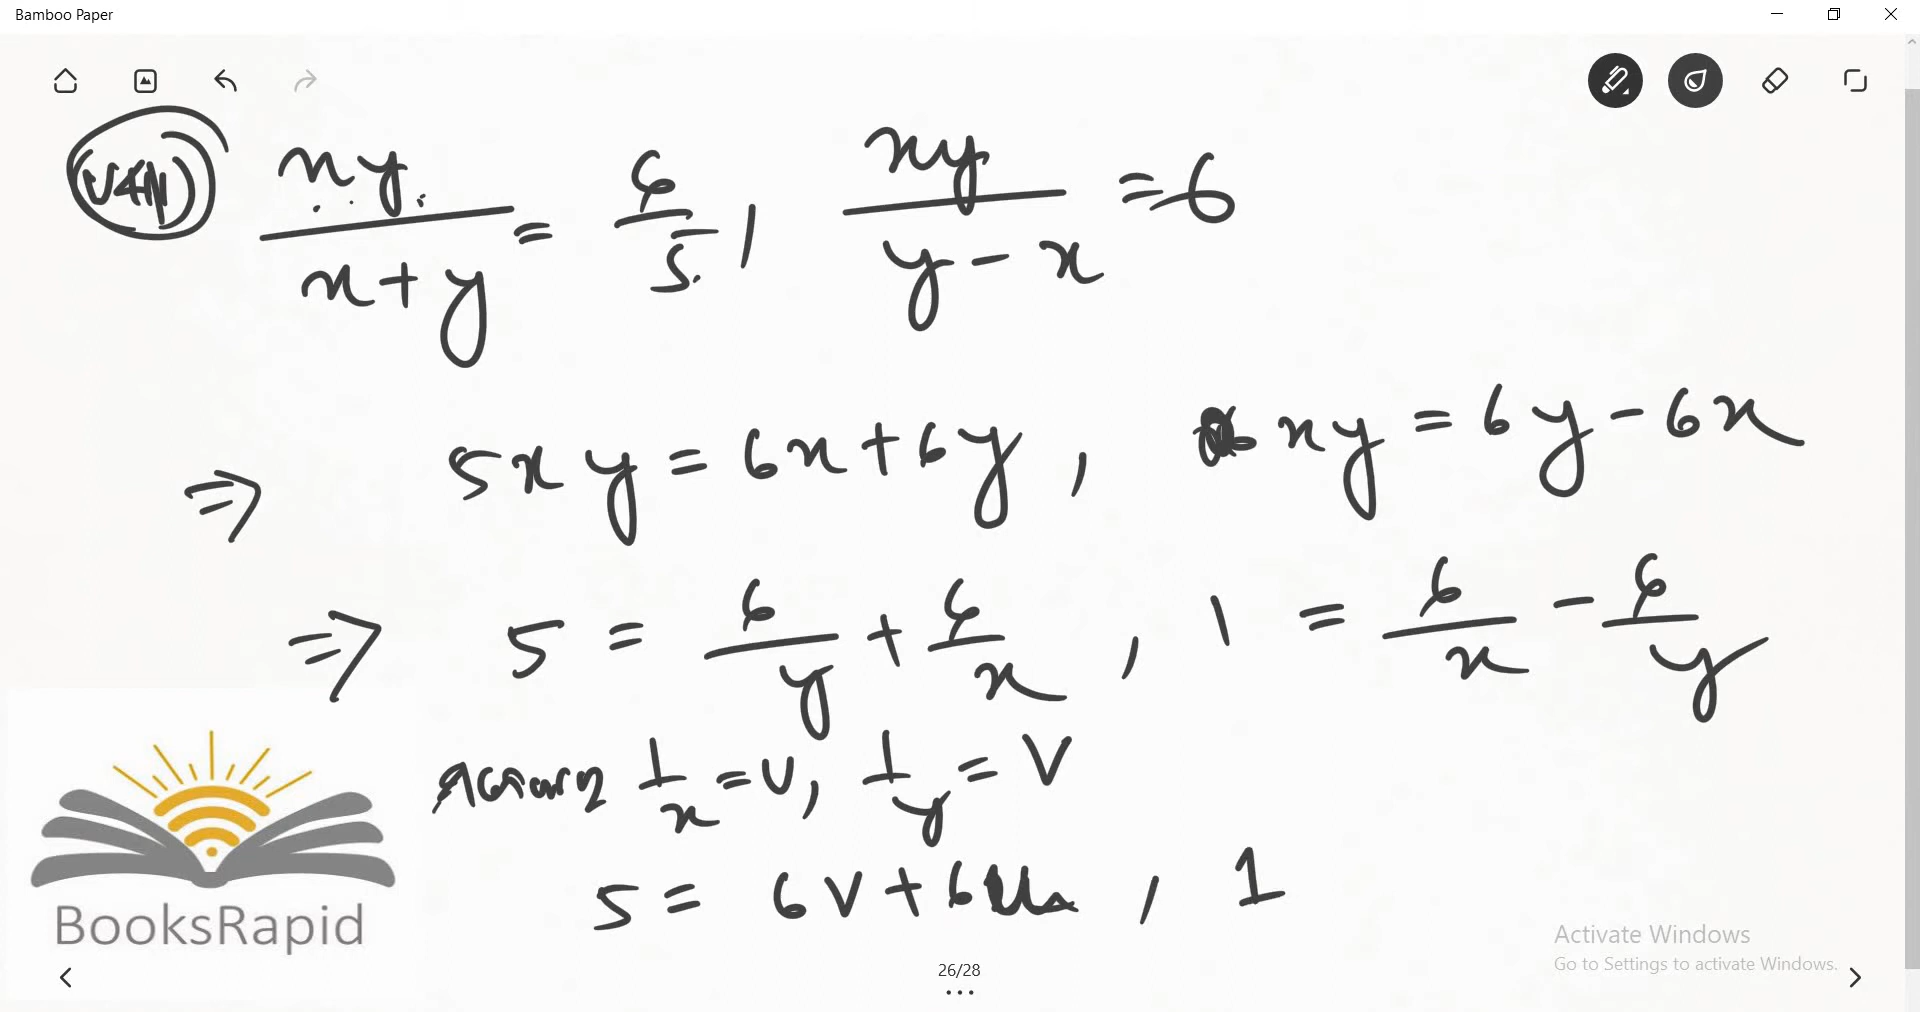 Bamboo Paper
xy/x+y = 6/5, xy/y-x = 6
⇒ 5xy = 6x+6y, xy = 6y-6x
⇒ 5 = 6/y + 6/x, 1 = 6/x - 6/y
1/x = u, 1/y = v
5 = 6v+6u, 1
BooksRapid
Activate Windows
Go to Settings to activate Windows.
26/28